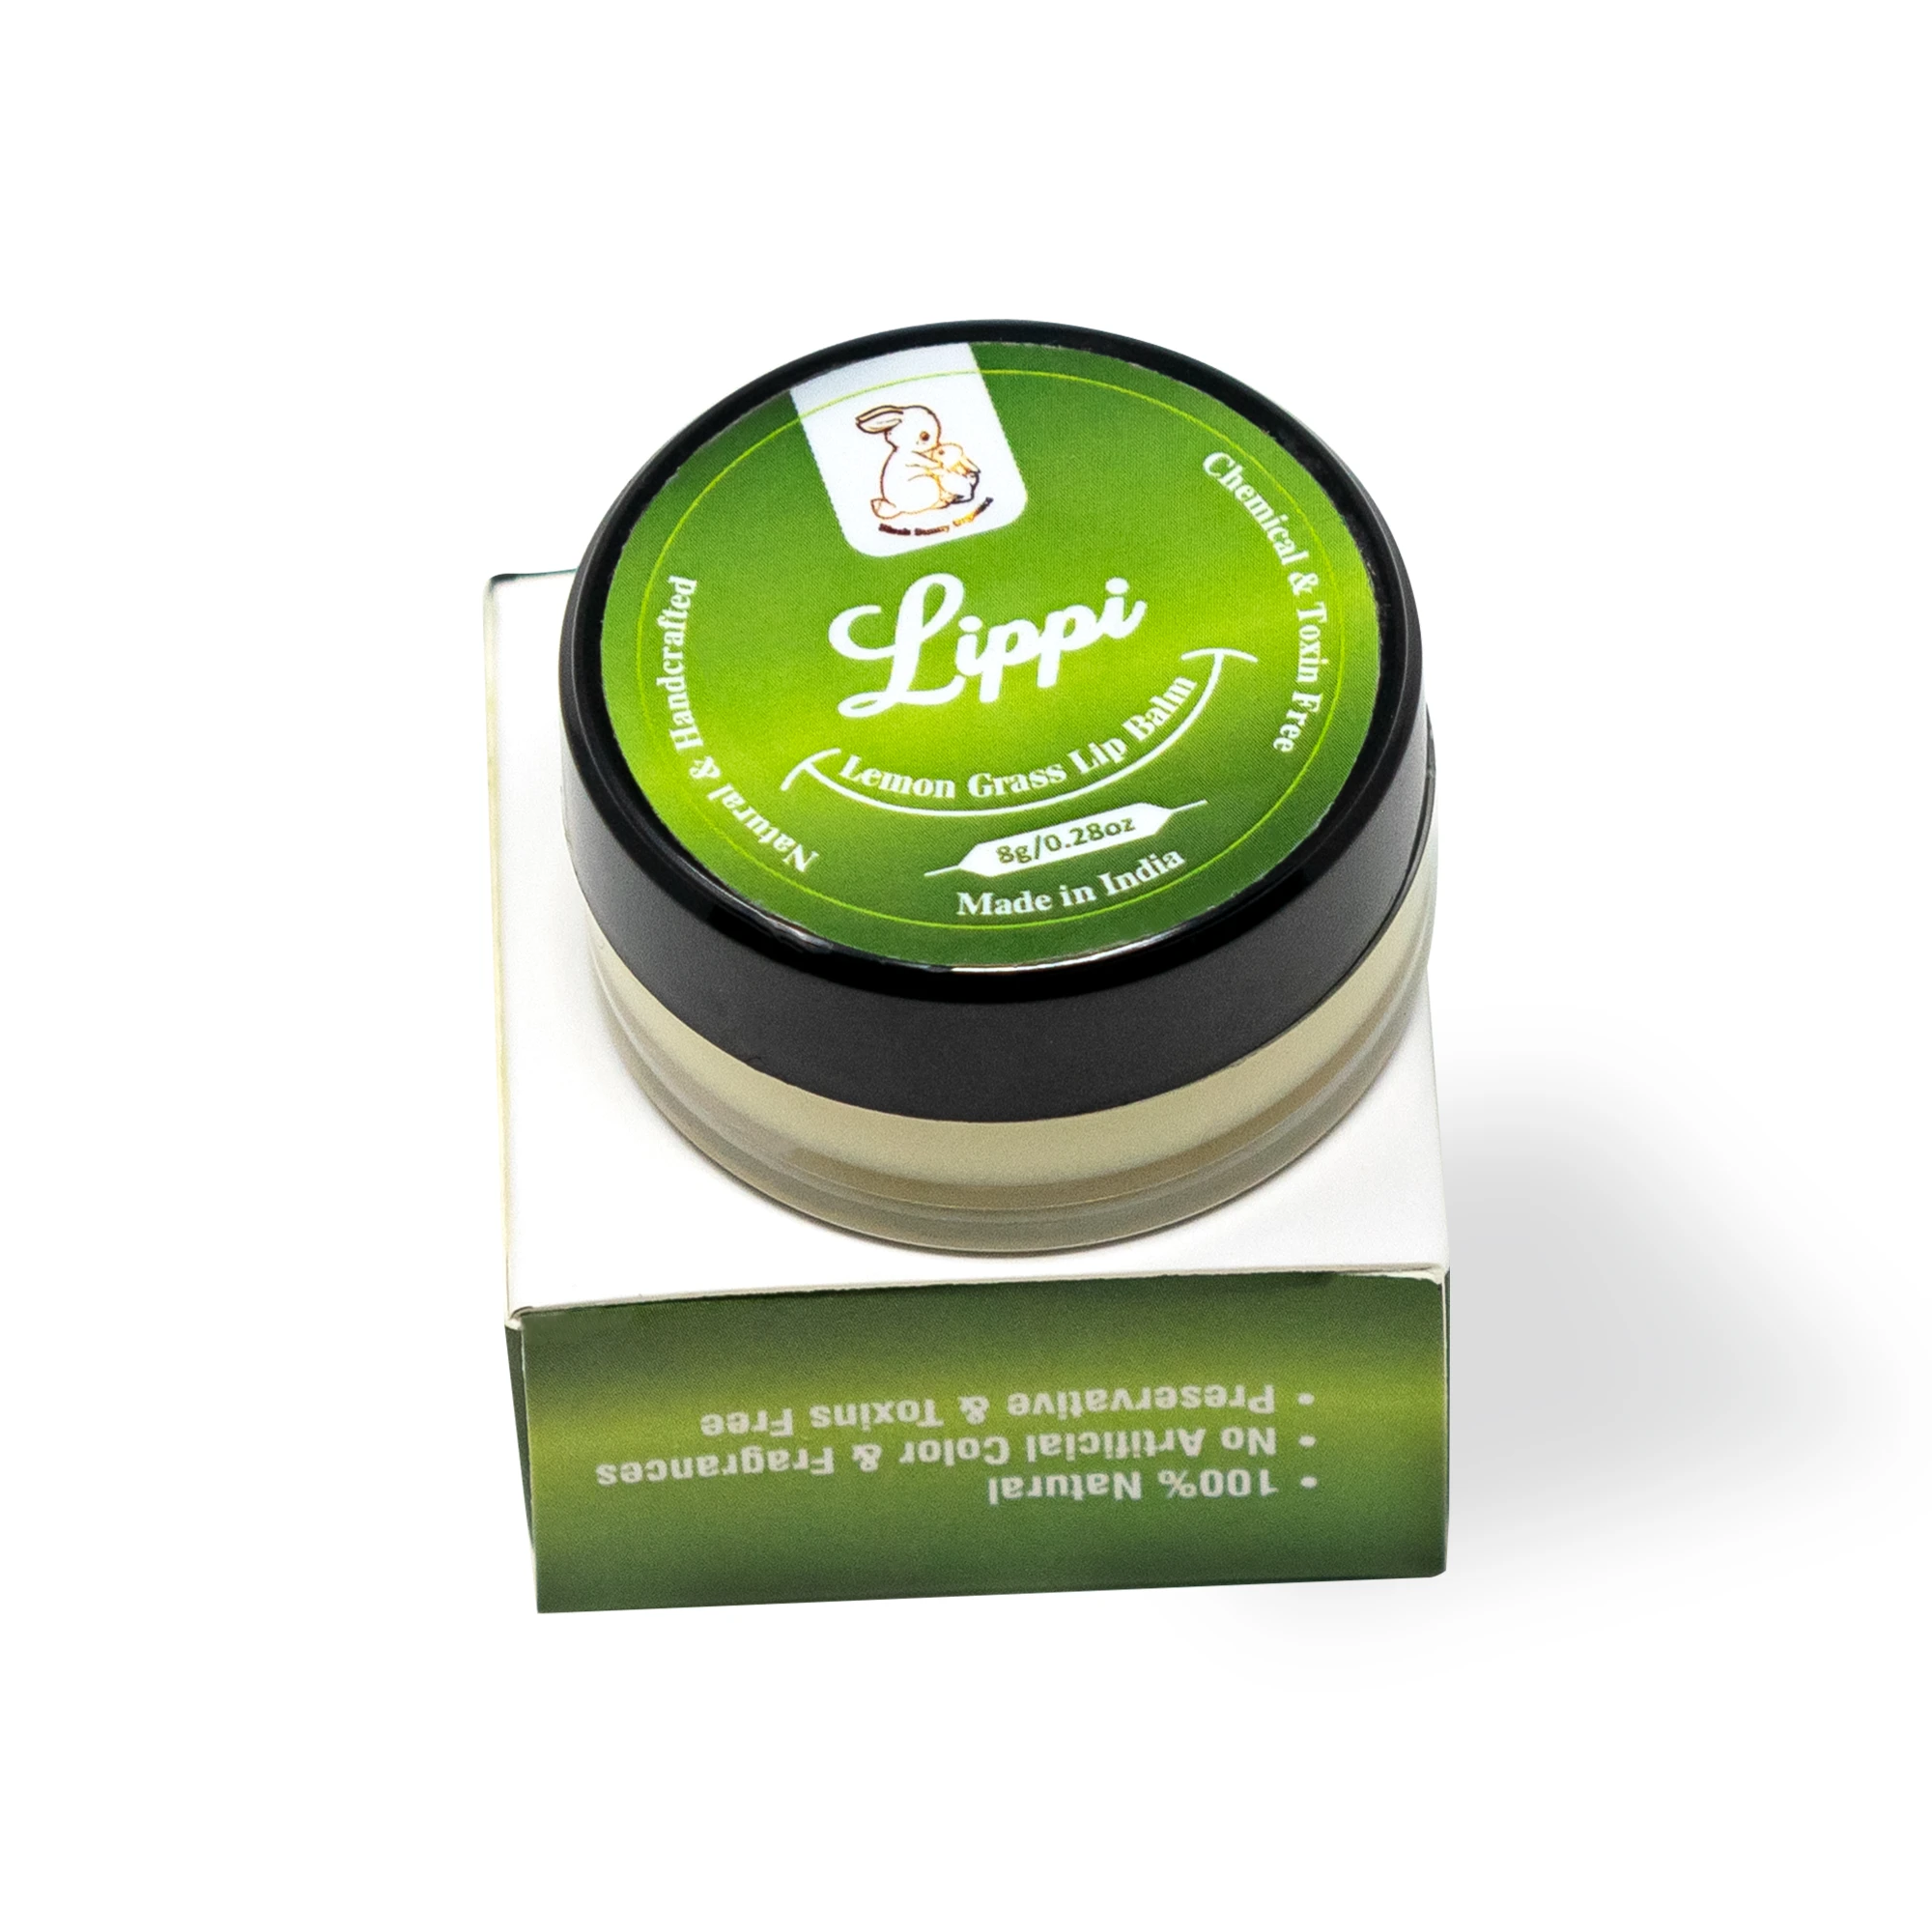 Lippi
Lemon Grass Lip Balm
8g/0.28oz
Made in India
Natural & Handcrafted
Chemical & Toxin Free
• 100% Natural
• No Artificial Color & Fragrances
• Preservative & Toxins Free